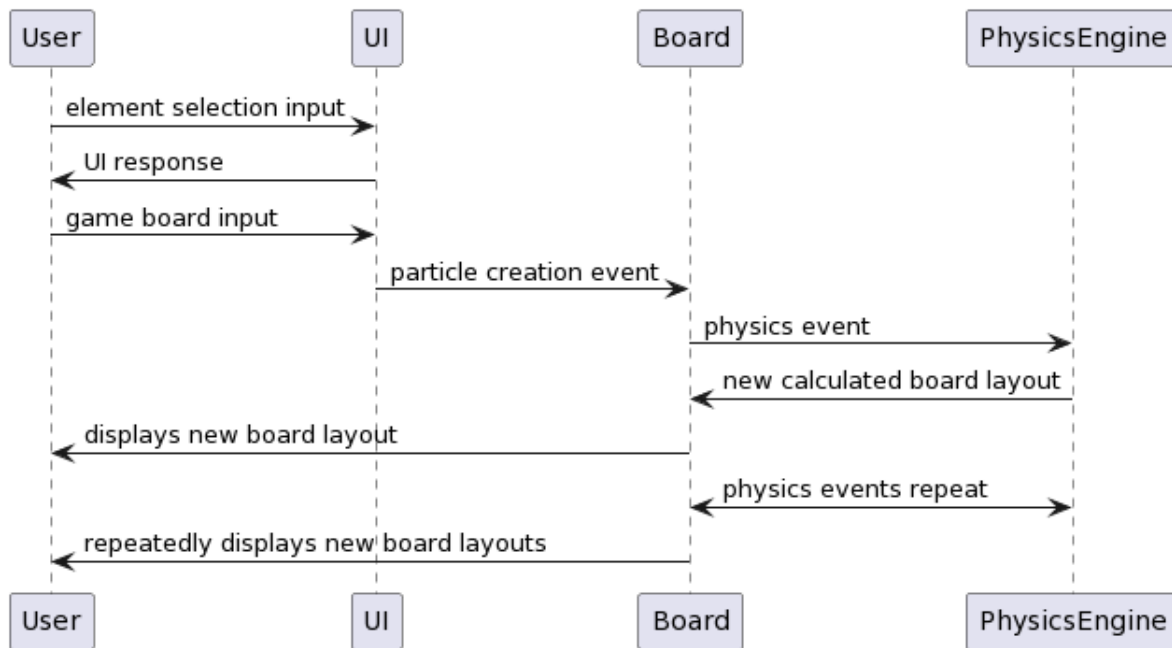 User UI Board PhysicsEngine
element selection input
UI response
game board input
particle creation event
physics event
new calculated board layout
displays new board layout
physics events repeat
repeatedly displays new board layouts
User UI Board PhysicsEngine